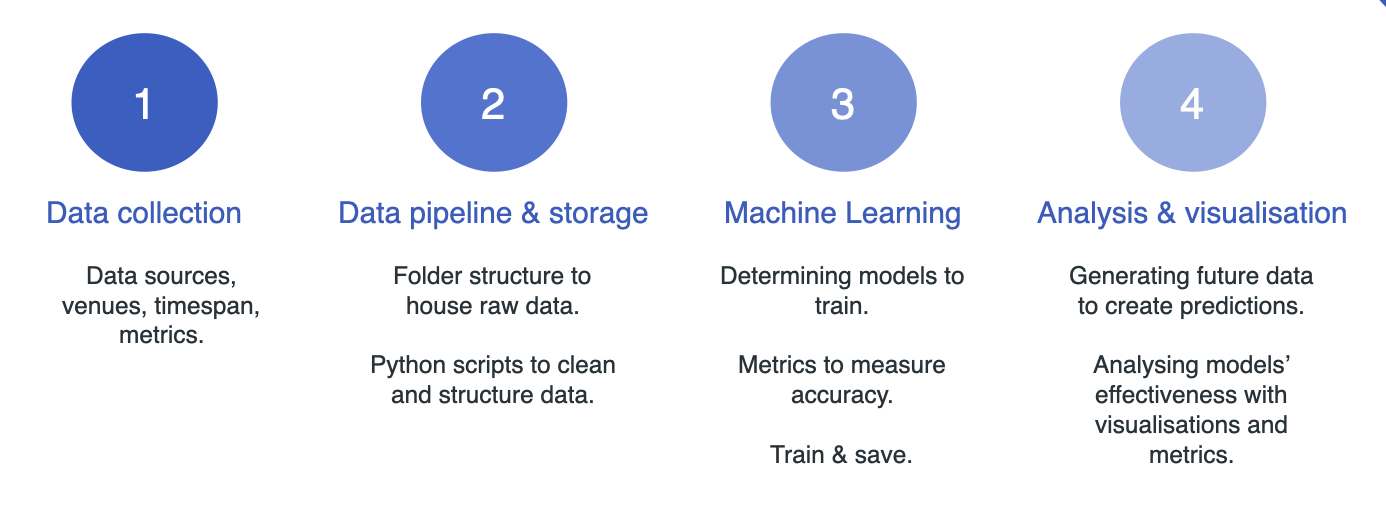 1
Data collection
Data sources,
venues, timespan,
metrics.
2
Data pipeline & storage
Folder structure to
house raw data.
Python scripts to clean
and structure data.
3
Machine Learning
Determining models to
train.
Metrics to measure
accuracy.
Train & save.
4
Analysis & visualisation
Generating future data
to create predictions.
Analysing models’
effectiveness with
visualisations and
metrics.